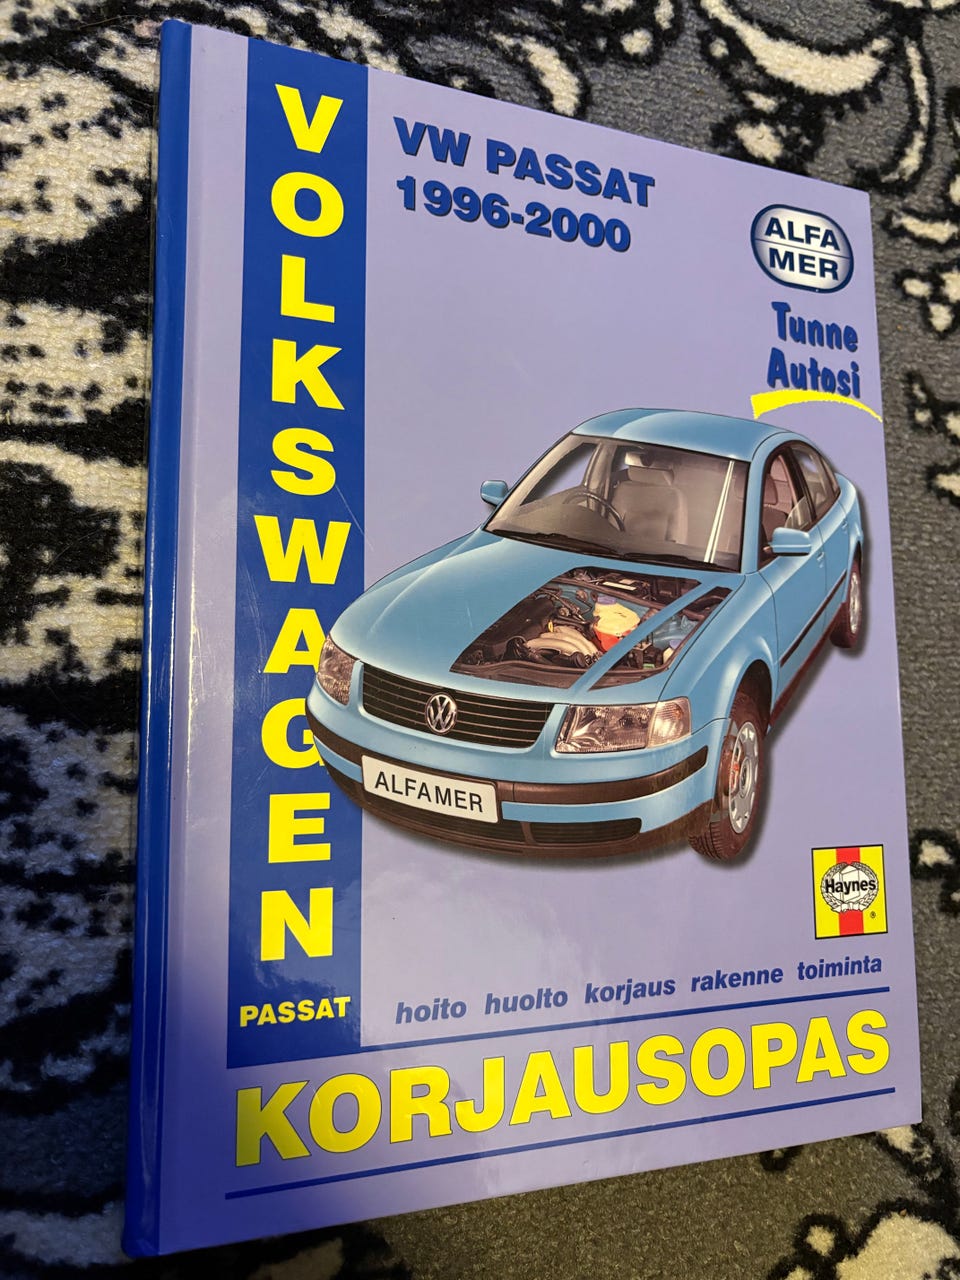 VOLKSWAGEN
PASSAT
VW PASSAT
1996-2000
ALFA
MER
Tunne
Autosi
ALFAMER
Haynes
®
hoito huolto korjaus rakenne toiminta
KORJAUSOPAS